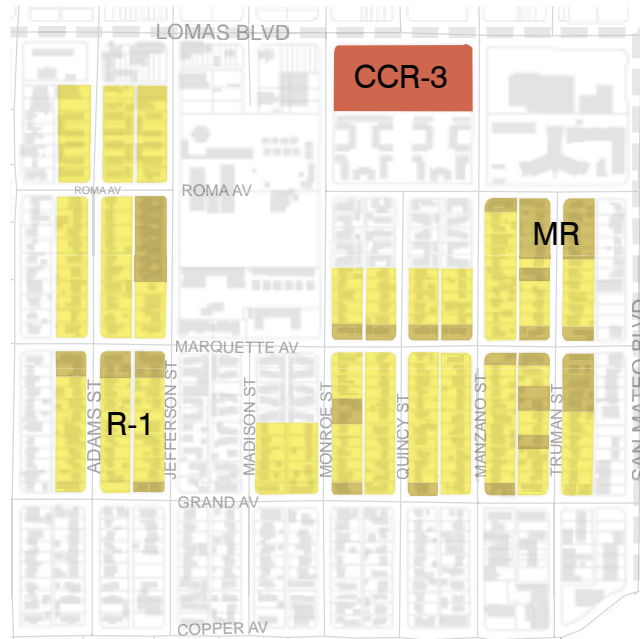 LOMAS BLVD
CCR-3
ROMA AV
ROMA AV
MR
MARQUETTE AV
ADAMS ST
R-1
JEFFERSON ST
MADISON ST
MONROE ST
QUINCY ST
MANZANO ST
TRUMAN ST
SAN MATEO BLVD
GRAND AV
COPPER AV